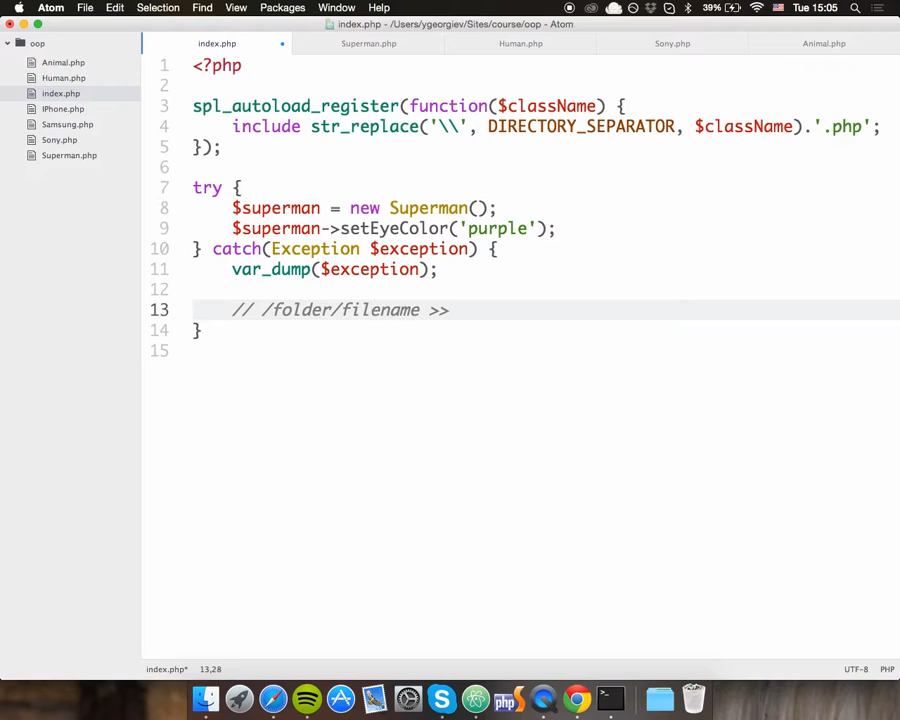 Atom File Edit Selection Find View Packages Window Help 39% Tue 15:05
index.php - /Users/ygeorgiev/Sites/course/oop - Atom
oop
Animal.php
Human.php
index.php
IPhone.php
Samsung.php
Sony.php
Superman.php
index.php Superman.php Human.php Sony.php Animal.php
1 <?php
2
3 spl_autoload_register(function($className) {
4 include str_replace('\\', DIRECTORY_SEPARATOR, $className).'.php';
5 });
6
7 try {
8 $superman = new Superman();
9 $superman->setEyeColor('purple');
10 } catch(Exception $exception) {
11 var_dump($exception);
12
13 // /folder/filename >>
14 }
15
index.php* 13,28 UTF-8 PHP
php